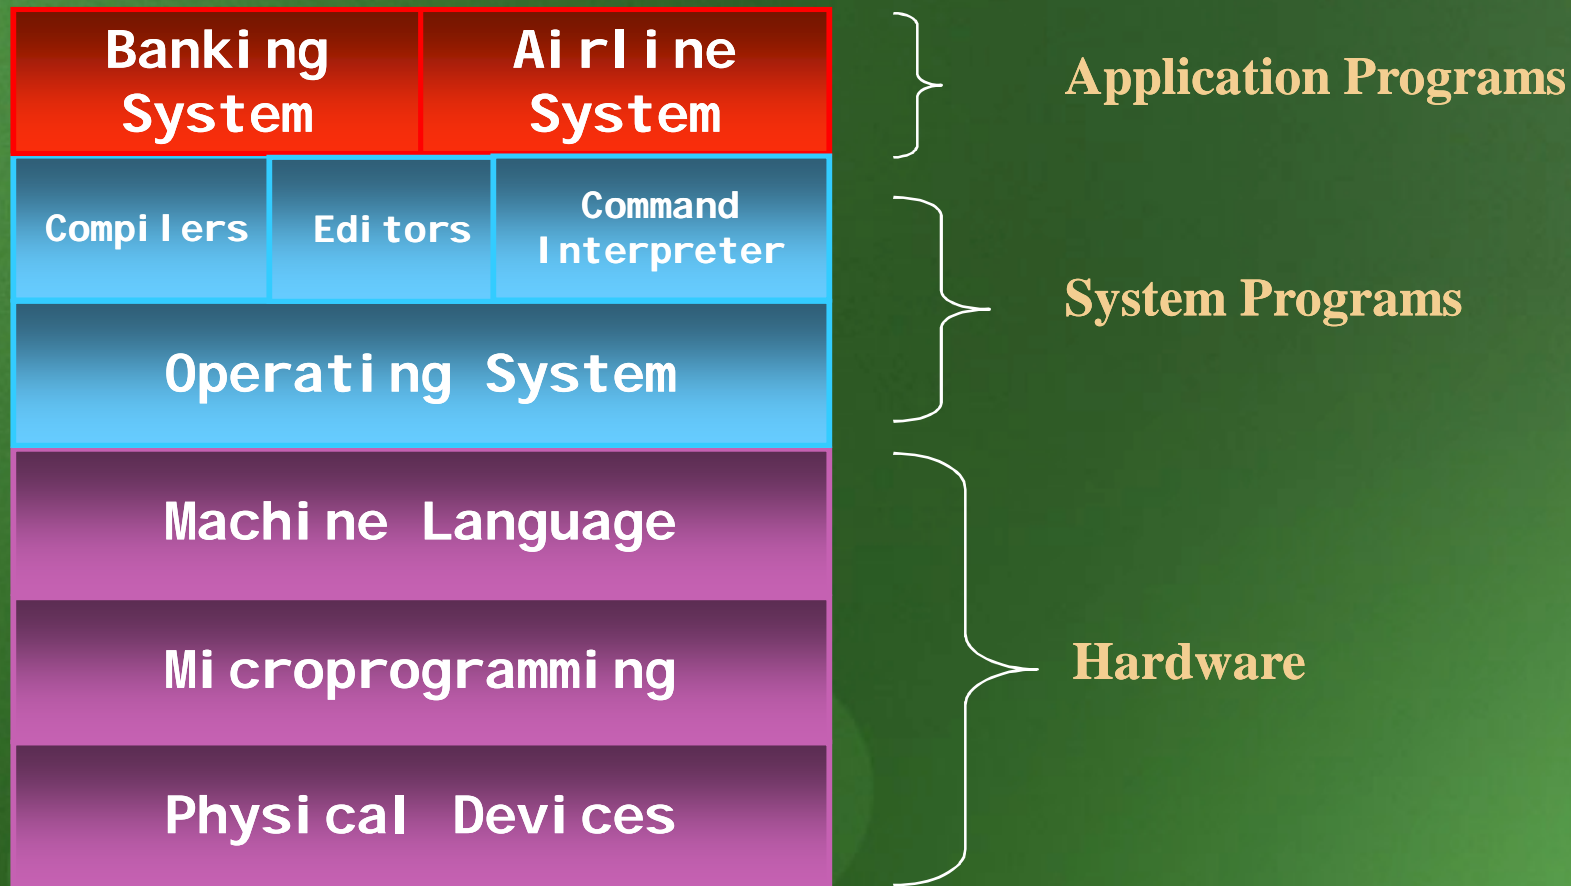 Banking
System
Airline
System
Application Programs
Compilers
Editors
Command
Interpreter
System Programs
Operating System
Machine Language
Microprogramming
Hardware
Physical Devices